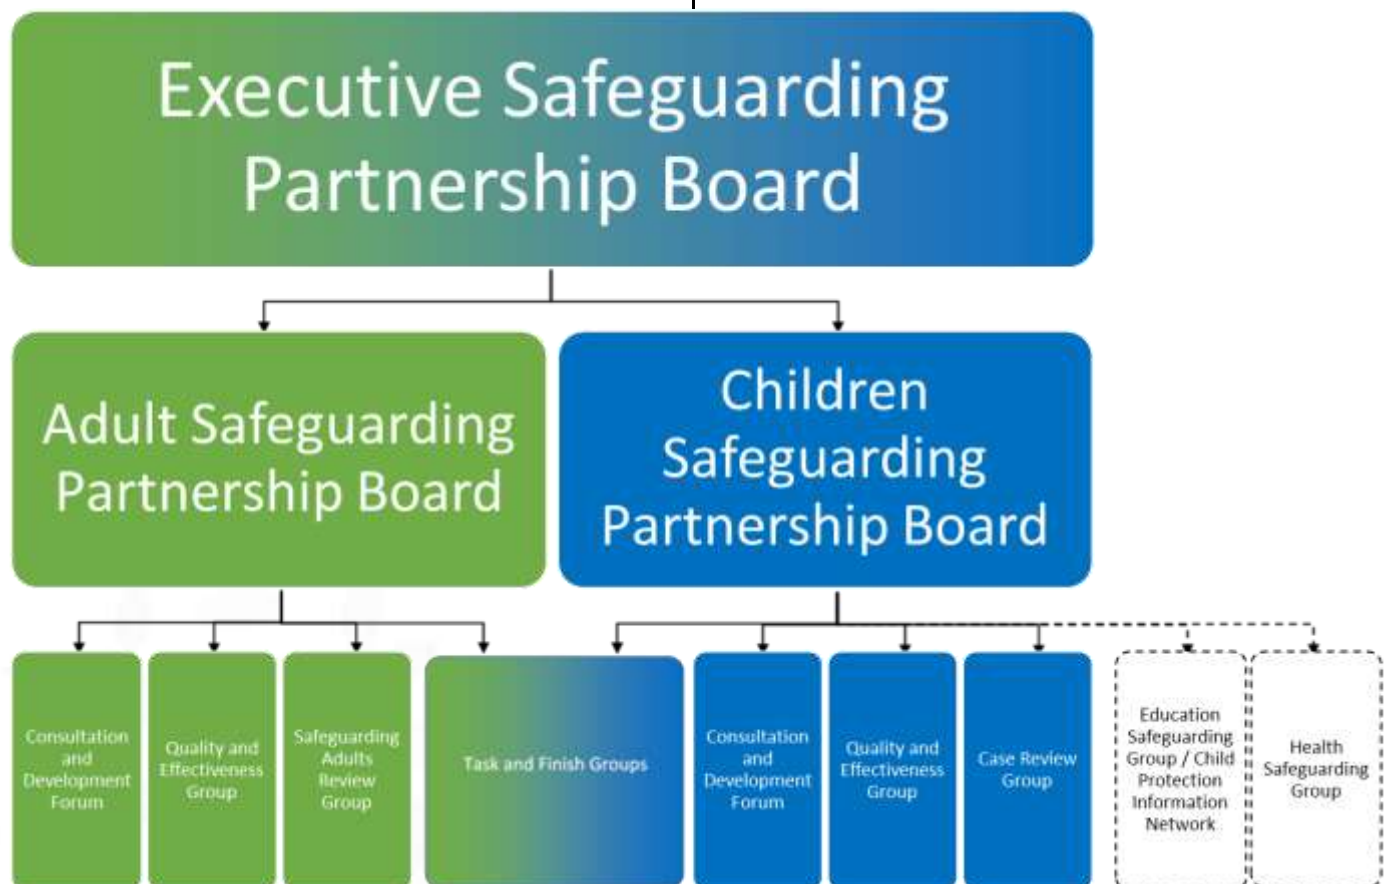 Executive Safeguarding
Partnership Board
Adult Safeguarding
Partnership Board
Children
Safeguarding
Partnership Board
Consultation
and
Development
Forum
Quality and
Effectiveness
Group
Safeguarding
Adults
Review
Group
Task and Finish Groups
Consultation
and
Development
Forum
Quality and
Effectiveness
Group
Case Review
Group
Education
Safeguarding
Group / Child
Protection
Information
Network
Health
Safeguarding
Group